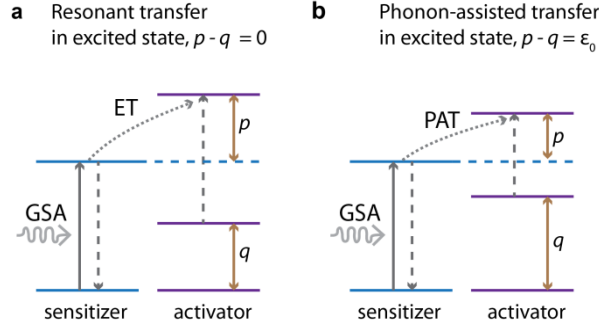 a
Resonant transfer
in excited state, p - q = 0
ET
p
GSA
q
sensitizer
activator
b
Phonon-assisted transfer
in excited state, p - q = ε₀
PAT
p
GSA
q
sensitizer
activator